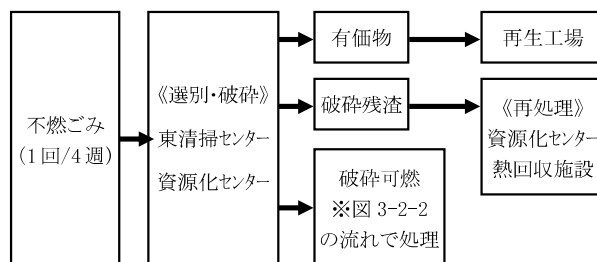 不燃ごみ
(1回/4週)
《選別・破砕》
東清掃センター
資源化センター
有価物
再生工場
破砕残渣
《再処理》
資源化センター
熱回収施設
破砕可燃
※図 3-2-2
の流れで処理